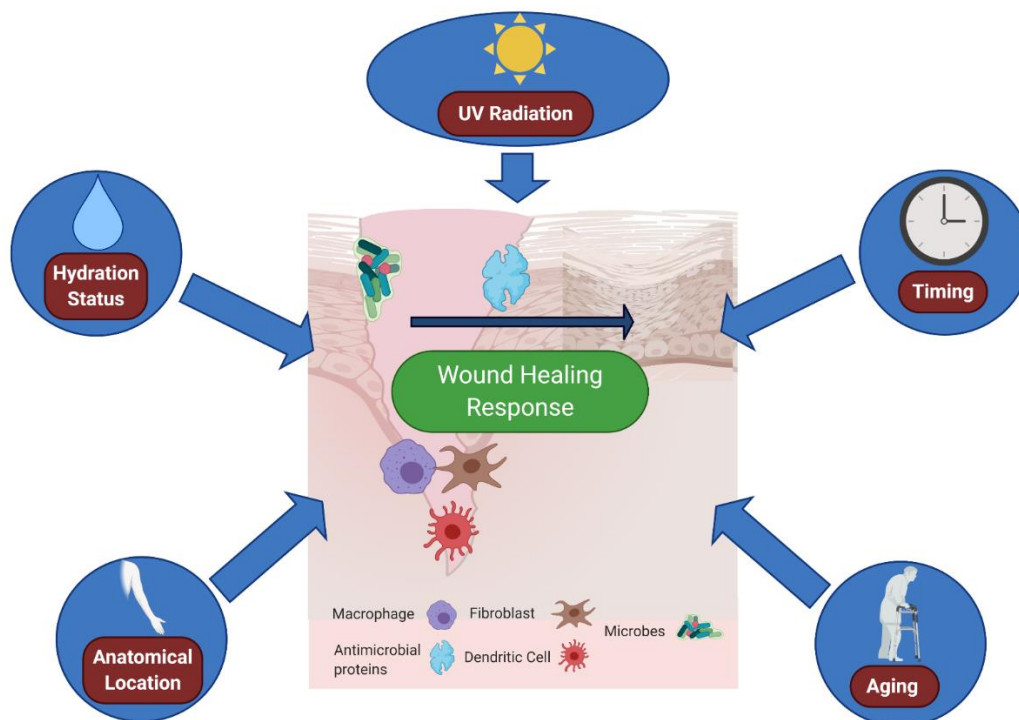 UV Radiation
Hydration
Status
Timing
Wound Healing
Response
Anatomical
Location
Aging
Macrophage
Fibroblast
Microbes
Antimicrobial
proteins
Dendritic Cell